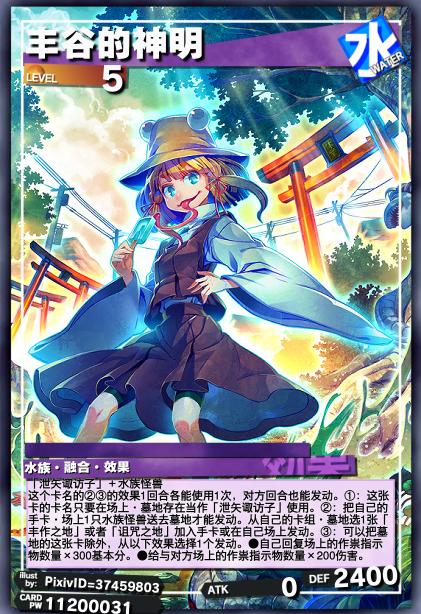 丰谷的神明
水
WATER
LEVEL 5
水族・融合・效果
「泄矢诹访子」＋水族怪兽
这个卡名的②③的效果1回合各能使用1次，对方回合也能发动。①：这张
卡的卡名只要在场上・墓地存在当作「泄矢诹访子」使用。②：把自己的
手卡・场上1只水族怪兽送去墓地才能发动。从自己的卡组・墓地选1张「
丰作之地」或者「诅咒之地」加入手卡或在自己场上发动。③：可以把墓
地的这张卡除外，从以下效果选择1个发动。●自己回复场上的作祟指示
物数量×300基本分。●给与对方场上的作祟指示物数量×200伤害。
illust by: PixivID=37459803
ATK 0 DEF 2400
CARD PW 11200031